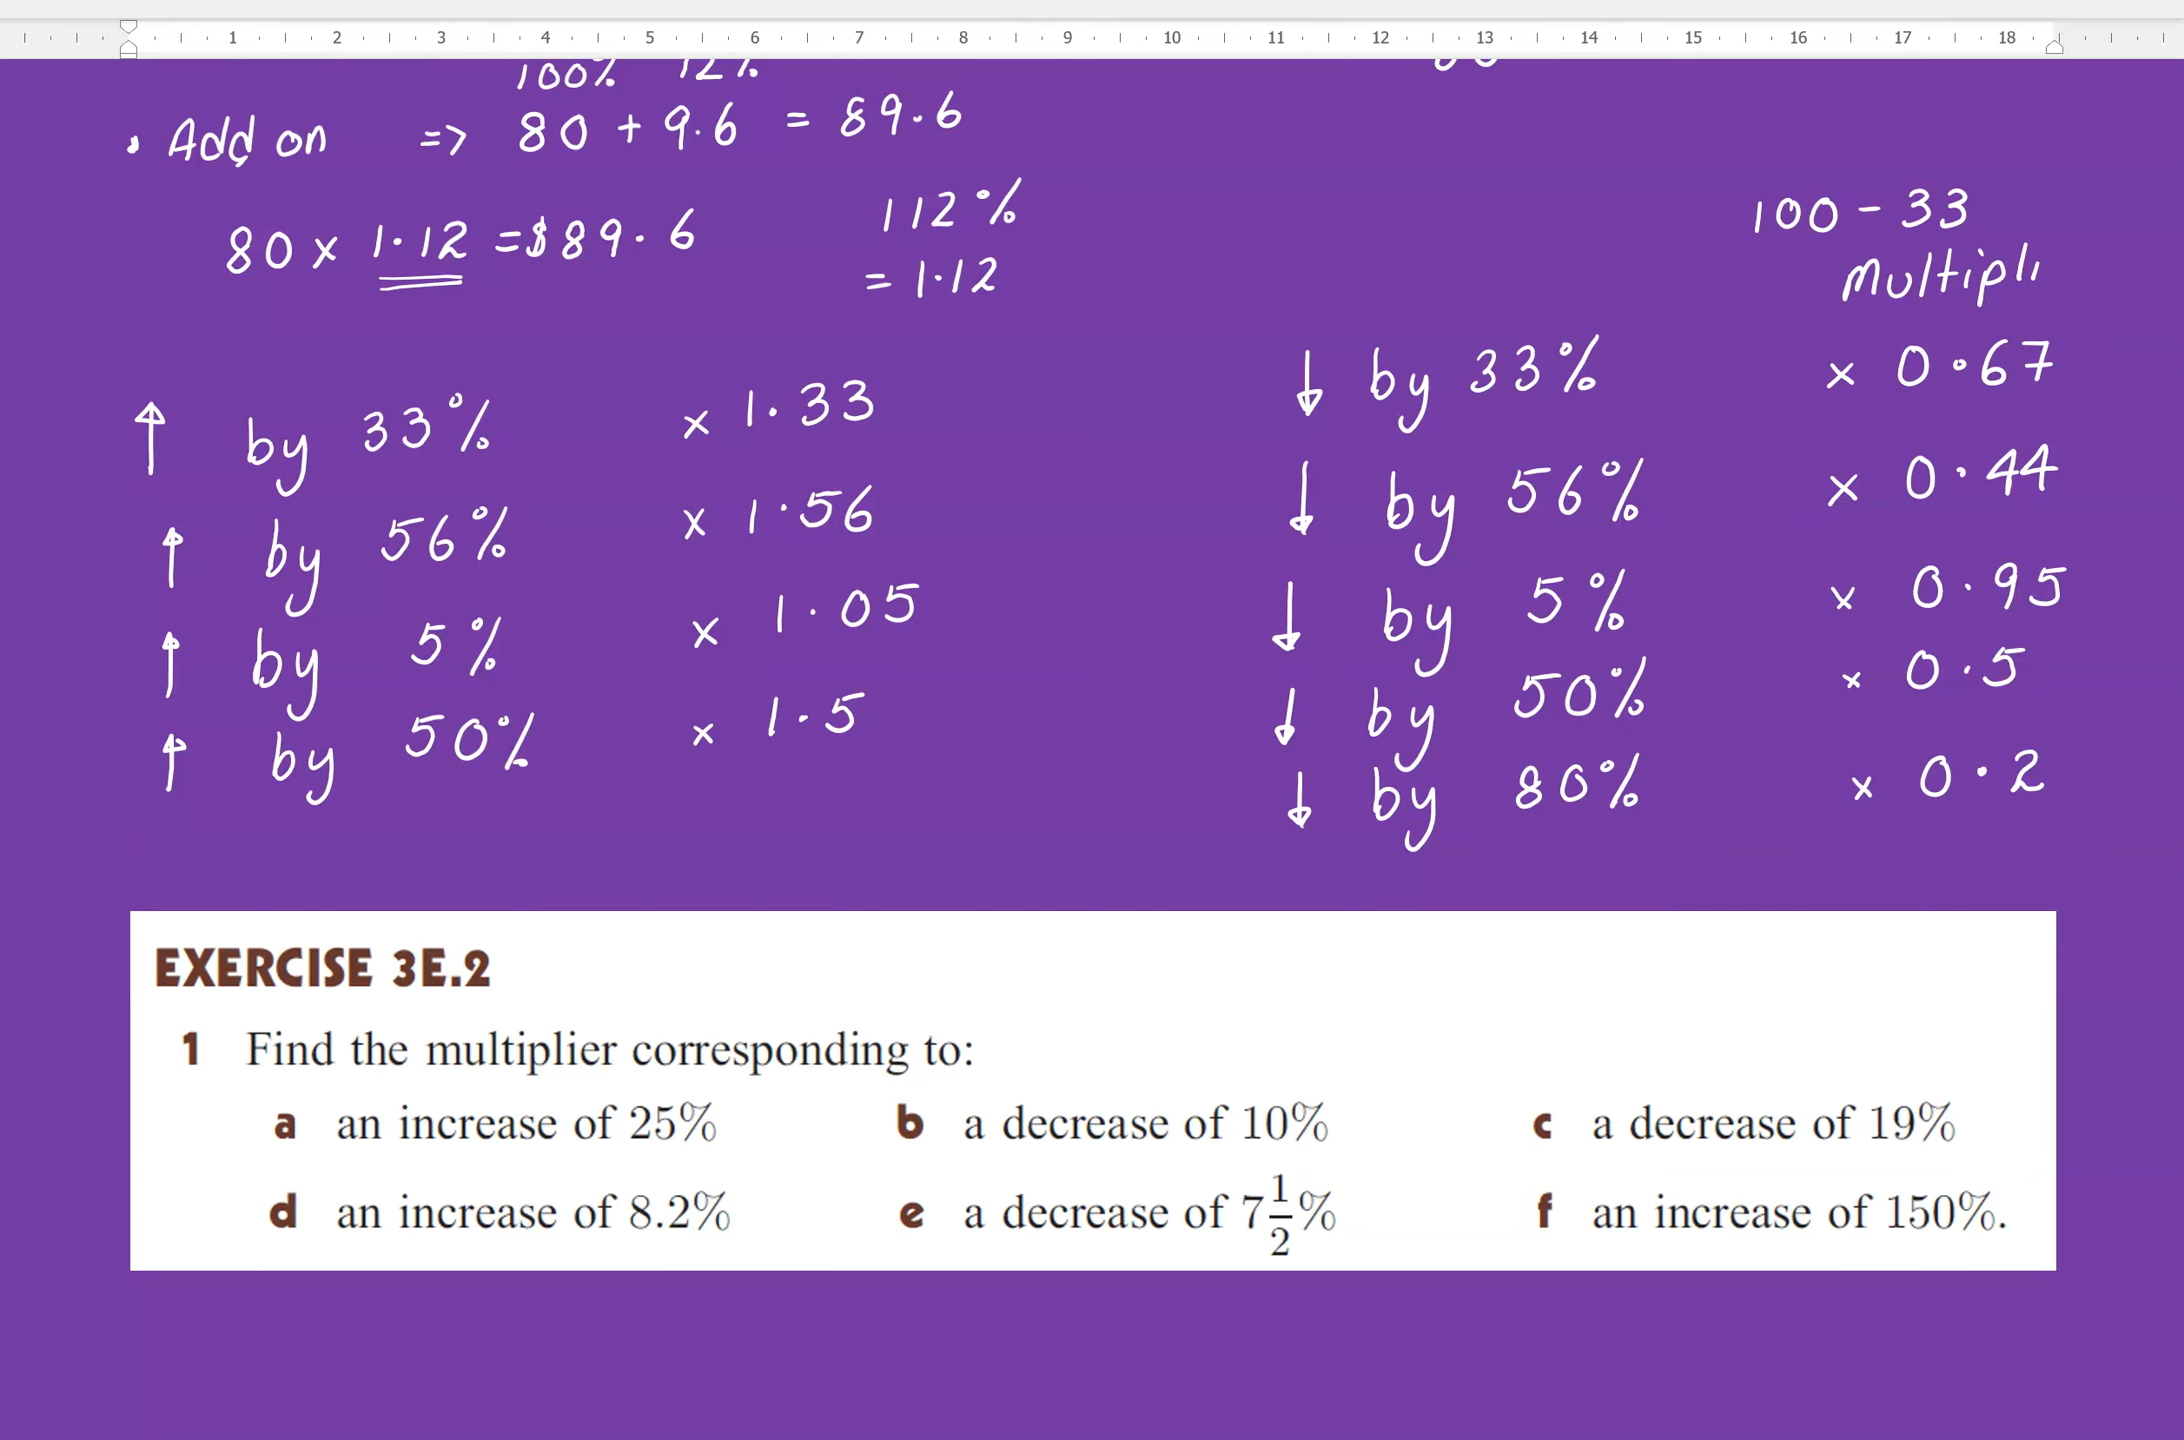 1 2 3 4 5 6 7 8 9 10 11 12 13 14 15 16 17 18
100% 12%
• Add on => 80 + 9.6 = 89.6
80 × 1.12 = $89.6
112%
= 1.12
100 - 33
Multipli
↑ by 33% × 1.33
↑ by 56% × 1.56
↑ by 5% × 1.05
↑ by 50% × 1.5
↓ by 33% × 0.67
↓ by 56% × 0.44
↓ by 5% × 0.95
↓ by 50% × 0.5
↓ by 80% × 0.2
EXERCISE 3E.2
1 Find the multiplier corresponding to:
a an increase of 25% b a decrease of 10% c a decrease of 19%
d an increase of 8.2% e a decrease of 7 1/2% f an increase of 150%.